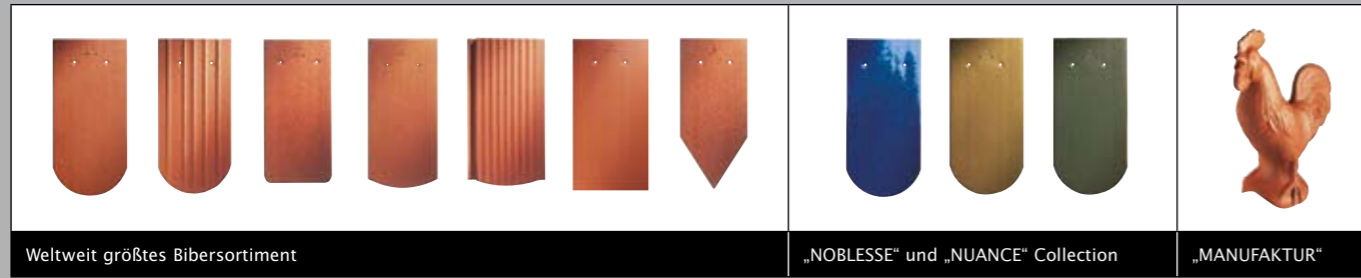 Weltweit größtes Bibersortiment
„NOBLESSE“ und „NUANCE“ Collection
„MANUFAKTUR“